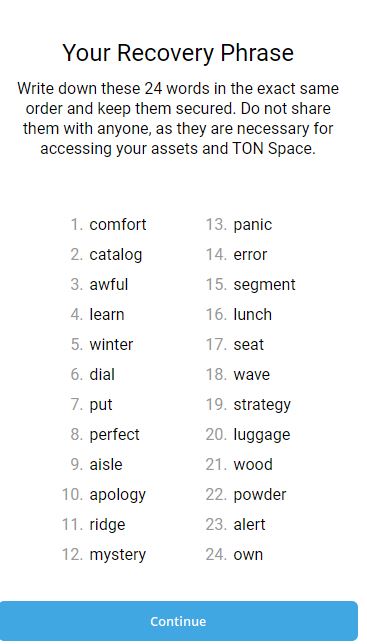 Your Recovery Phrase
Write down these 24 words in the exact same
order and keep them secured. Do not share
them with anyone, as they are necessary for
accessing your assets and TON Space.
1. comfort
2. catalog
3. awful
4. learn
5. winter
6. dial
7. put
8. perfect
9. aisle
10. apology
11. ridge
12. mystery
13. panic
14. error
15. segment
16. lunch
17. seat
18. wave
19. strategy
20. luggage
21. wood
22. powder
23. alert
24. own
Continue